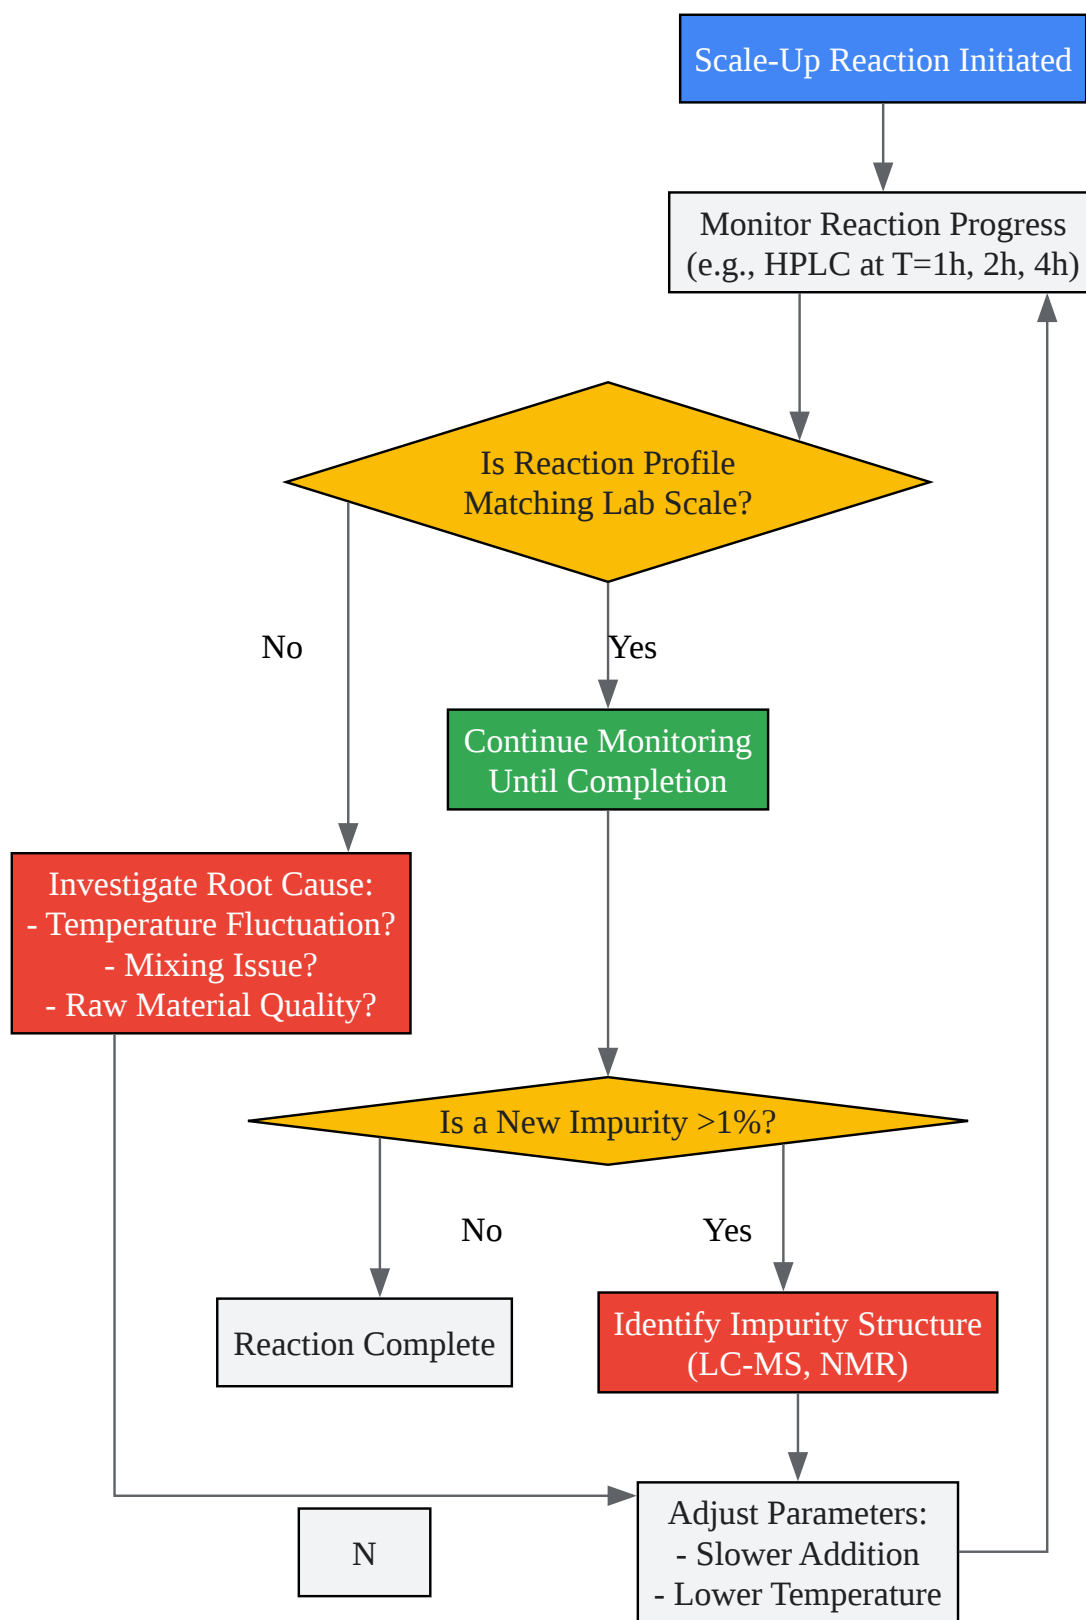 Scale-Up Reaction Initiated
Monitor Reaction Progress
(e.g., HPLC at T=1h, 2h, 4h)
Is Reaction Profile
Matching Lab Scale?
No
Yes
Continue Monitoring
Until Completion
Investigate Root Cause:
- Temperature Fluctuation?
- Mixing Issue?
- Raw Material Quality?
Is a New Impurity >1%?
No
Yes
Reaction Complete
Identify Impurity Structure
(LC-MS, NMR)
Adjust Parameters:
- Slower Addition
- Lower Temperature
N